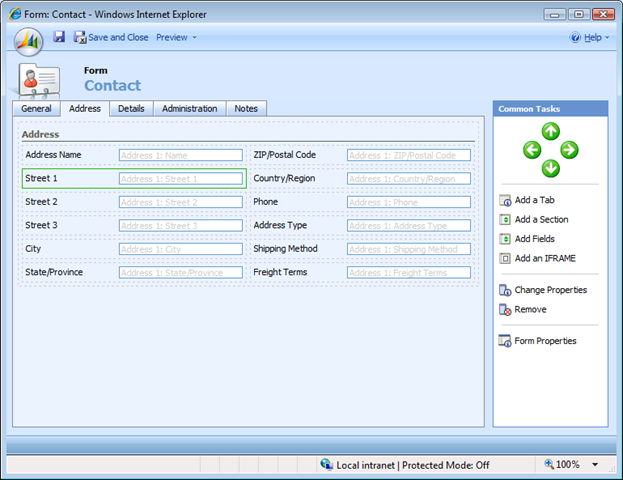 Form: Contact - Windows Internet Explorer
Save and Close Preview Help
Form
Contact
General Address Details Administration Notes
Address
Address Name Address 1: Name ZIP/Postal Code Address 1: ZIP/Postal Code
Street 1 Address 1: Street 1 Country/Region Address 1: Country/Region
Street 2 Address 1: Street 2 Phone Address 1: Phone
Street 3 Address 1: Street 3 Address Type Address 1: Address Type
City Address 1: City Shipping Method Address 1: Shipping Method
State/Province Address 1: State/Province Freight Terms Address 1: Freight Terms
Common Tasks
Add a Tab
Add a Section
Add Fields
Add an IFRAME
Change Properties
Remove
Form Properties
Local intranet | Protected Mode: Off 100%